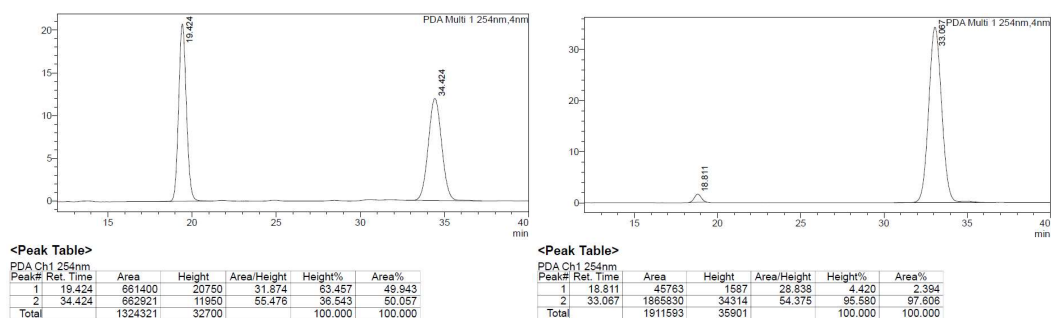 PDA Multi 1 254nm,4nm
20
15
10
5
0
19.424
34.424
15 20 25 30 35 40
min
<Peak Table>
PDA Ch1 254nm
Peak# Ret. Time Area Height Area/Height Height% Area%
1 19.424 661400 20750 31.874 63.457 49.943
2 34.424 662921 11950 55.476 36.543 50.057
Total 1324321 32700 100.000 100.000
PDA Multi 1 254nm,4nm
30
20
10
0
18.811
33.067
15 20 25 30 35 40
min
<Peak Table>
PDA Ch1 254nm
Peak# Ret. Time Area Height Area/Height Height% Area%
1 18.811 45763 1587 28.838 4.420 2.394
2 33.067 1865830 34314 54.375 95.580 97.606
Total 1911593 35901 100.000 100.000